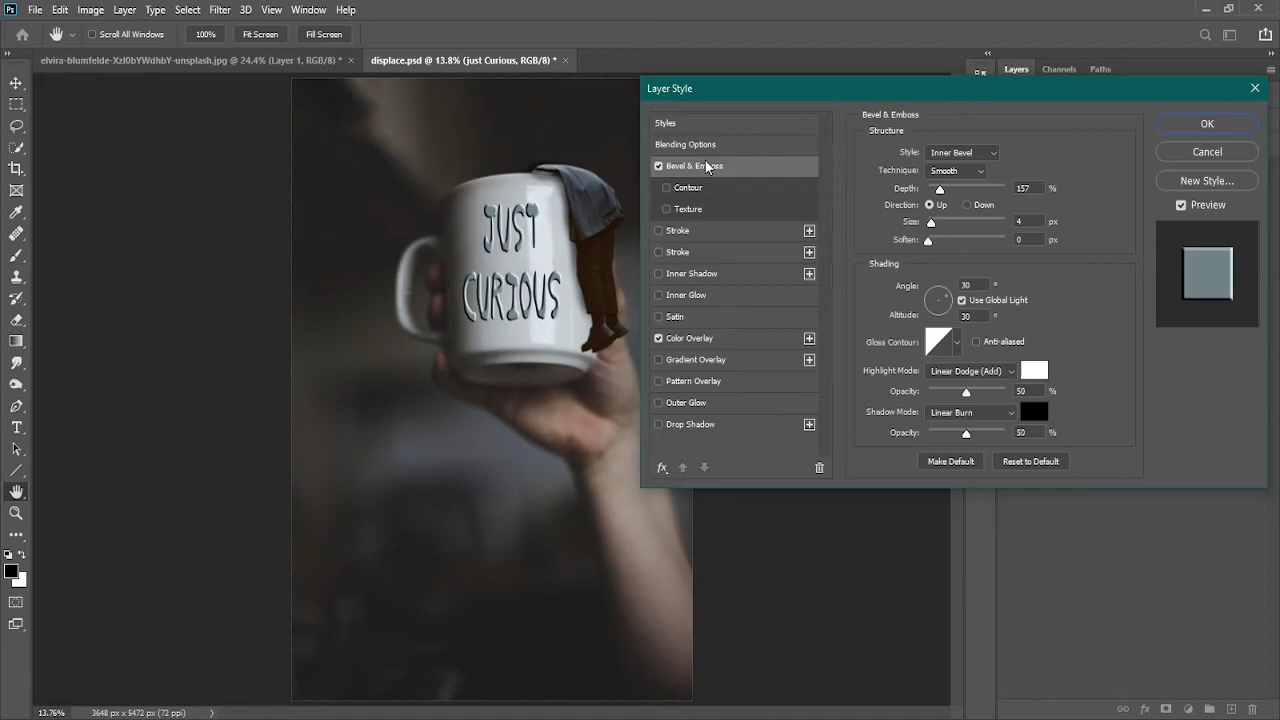 Ps File Edit Image Layer Type Select Filter 3D View Window Help
Scroll All Windows 100% Fit Screen Fill Screen
elvira-blumfelde-XzI0bYWdhbY-unsplash.jpg @ 24.4% (Layer 1, RGB/8) * × displace.psd @ 13.8% (just Curious, RGB/8) * ×
Layers Channels Paths
Layer Style
Styles
Blending Options
Bevel & Emboss
Contour
Texture
Stroke
Stroke
Inner Shadow
Inner Glow
Satin
Color Overlay
Gradient Overlay
Pattern Overlay
Outer Glow
Drop Shadow
fx
Bevel & Emboss
Structure
Style: Inner Bevel
Technique: Smooth
Depth: 157 %
Direction: Up Down
Size: 4 px
Soften: 0 px
Shading
Angle: 30 °
Use Global Light
Altitude: 30 °
Gloss Contour: Anti-aliased
Highlight Mode: Linear Dodge (Add)
Opacity: 50 %
Shadow Mode: Linear Burn
Opacity: 50 %
Make Default Reset to Default
OK
Cancel
New Style...
Preview
JUST
CURIOUS
13.76% 3648 px x 5472 px (72 ppi)
fx